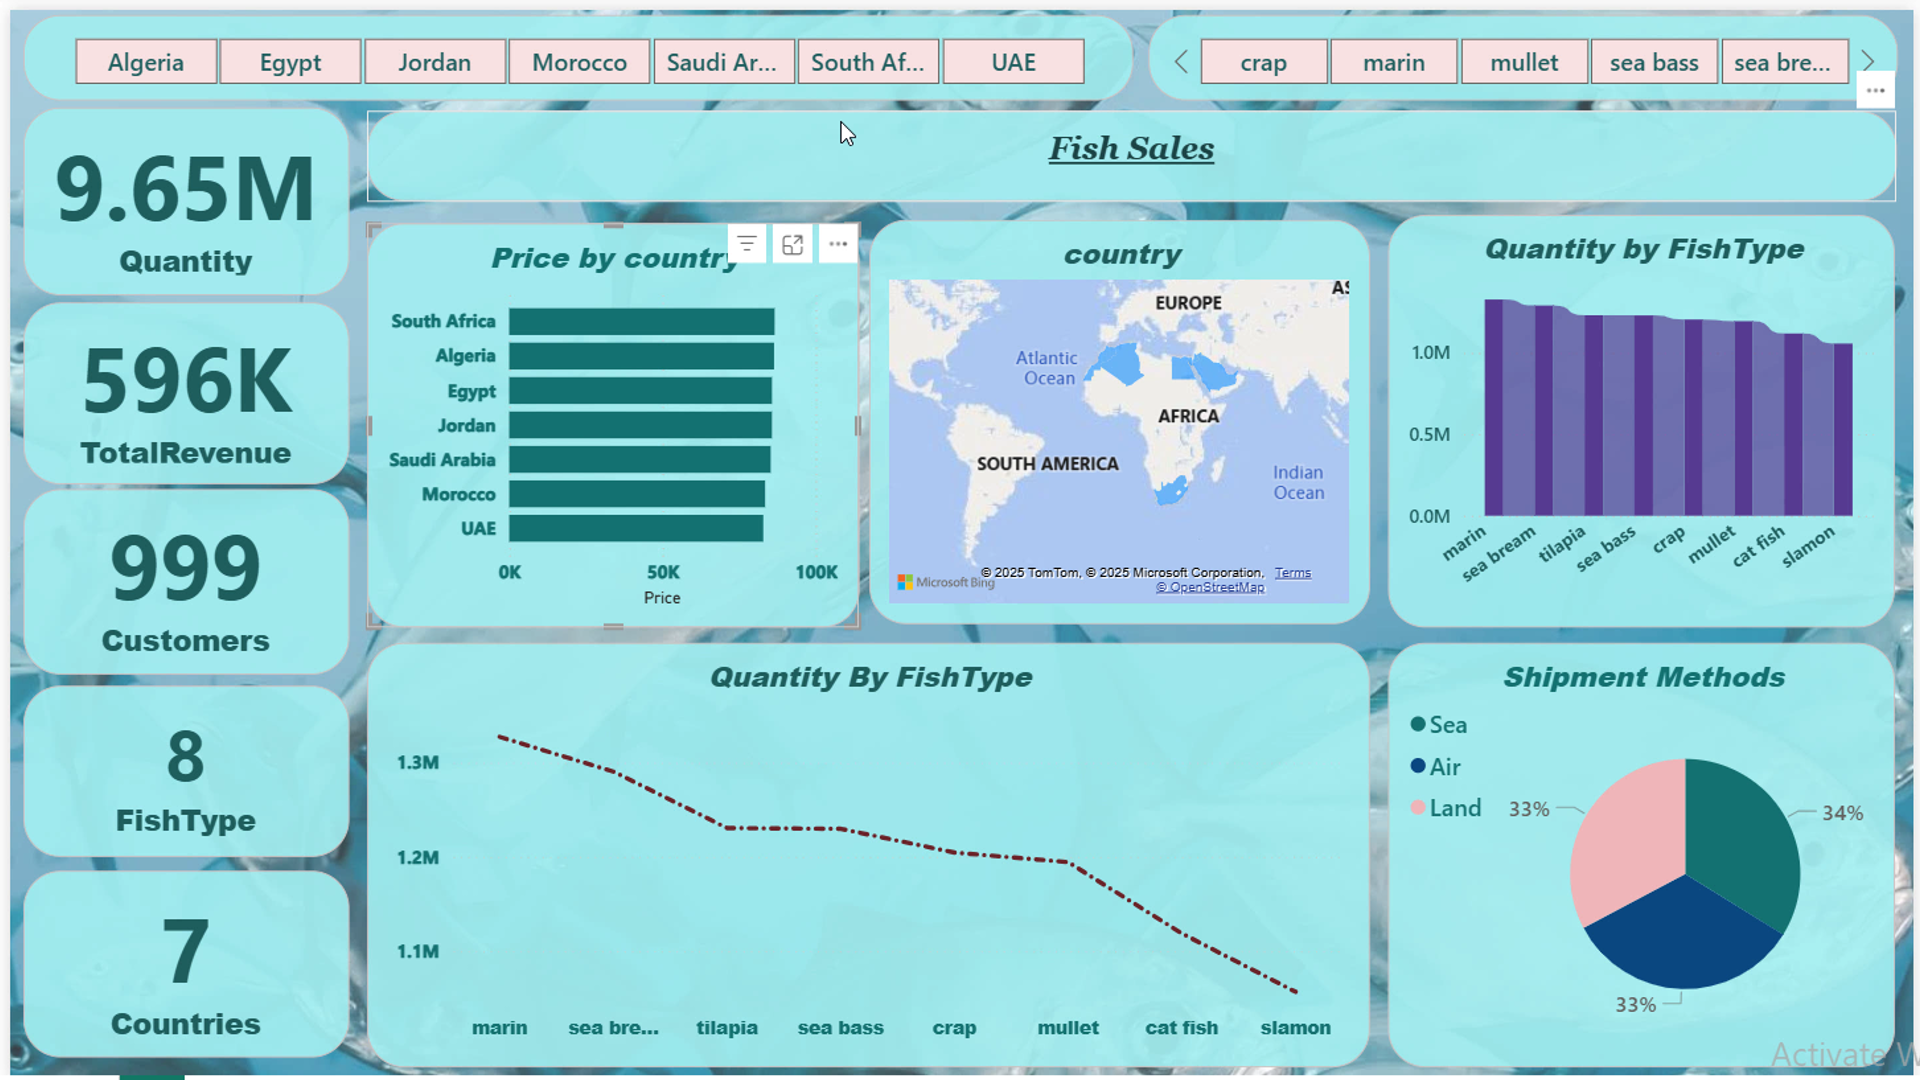 Algeria
Egypt
Jordan
Morocco
Saudi Ar...
South Af...
UAE
crap
marin
mullet
sea bass
sea bre...
Fish Sales
9.65M
Quantity
596K
TotalRevenue
999
Customers
8
FishType
7
Countries
Price by country
South Africa
Algeria
Egypt
Jordan
Saudi Arabia
Morocco
UAE
0K
50K
100K
Price
country
EUROPE
AS
Atlantic
Ocean
AFRICA
SOUTH AMERICA
Indian
Ocean
© 2025 TomTom, © 2025 Microsoft Corporation, Terms
Microsoft Bing
© OpenStreetMap
Quantity by FishType
1.0M
0.5M
0.0M
marin
sea bream
tilapia
sea bass
crap
mullet
cat fish
slamon
Quantity By FishType
1.3M
1.2M
1.1M
marin
sea bre...
tilapia
sea bass
crap
mullet
cat fish
slamon
Shipment Methods
Sea
Air
Land
33%
34%
33%
Activate W